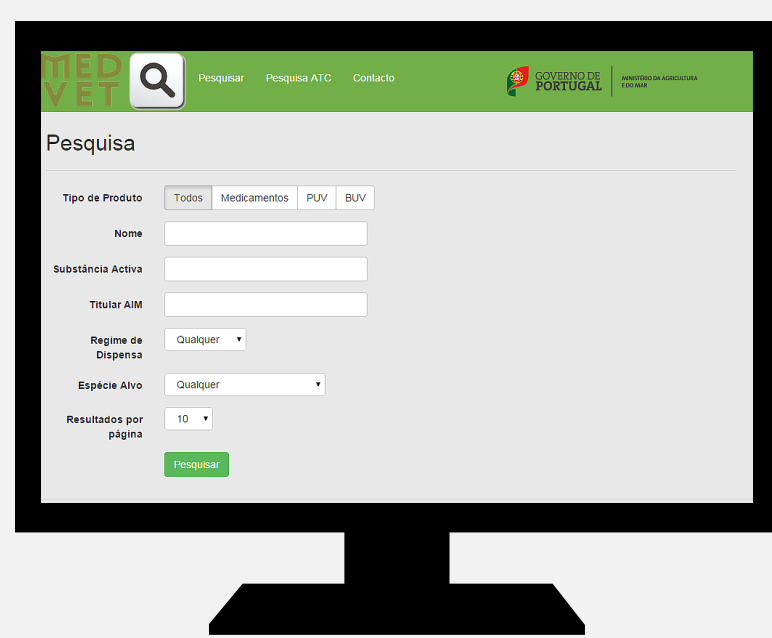 MED
VET
Pesquisar Pesquisa ATC Contacto
GOVERNO DE
PORTUGAL
MINISTÉRIO DA AGRICULTURA
E DO MAR
Pesquisa
Tipo de Produto Todos Medicamentos PUV BUV
Nome
Substância Activa
Titular AIM
Regime de
Dispensa
Qualquer
Espécie Alvo Qualquer
Resultados por
página
10
Pesquisar